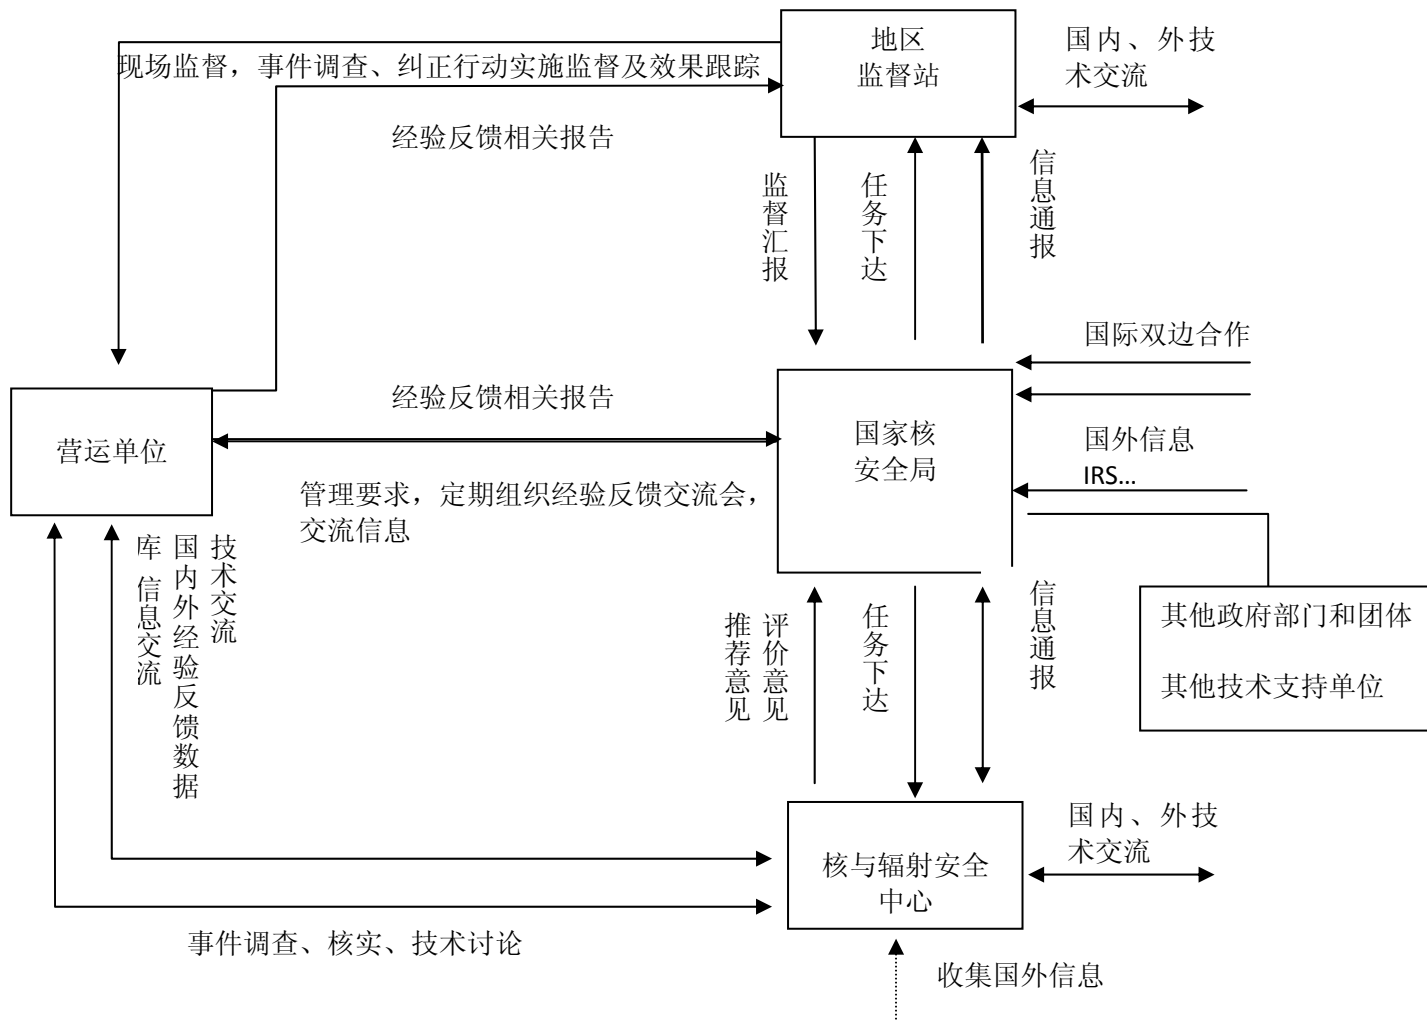 地区
监督站
国内、外技
术交流
现场监督，事件调查、纠正行动实施监督及效果跟踪
经验反馈相关报告
监督汇报
任务下达
信息通报
国际双边合作
经验反馈相关报告
营运单位
国家核
安全局
国外信息
IRS...
管理要求，定期组织经验反馈交流会，
交流信息
技术交流
国内外经验反馈数据
库 信息交流
评价意见
推荐意见
任务下达
信息通报
其他政府部门和团体
其他技术支持单位
国内、外技
术交流
核与辐射安全
中心
事件调查、核实、技术讨论
收集国外信息